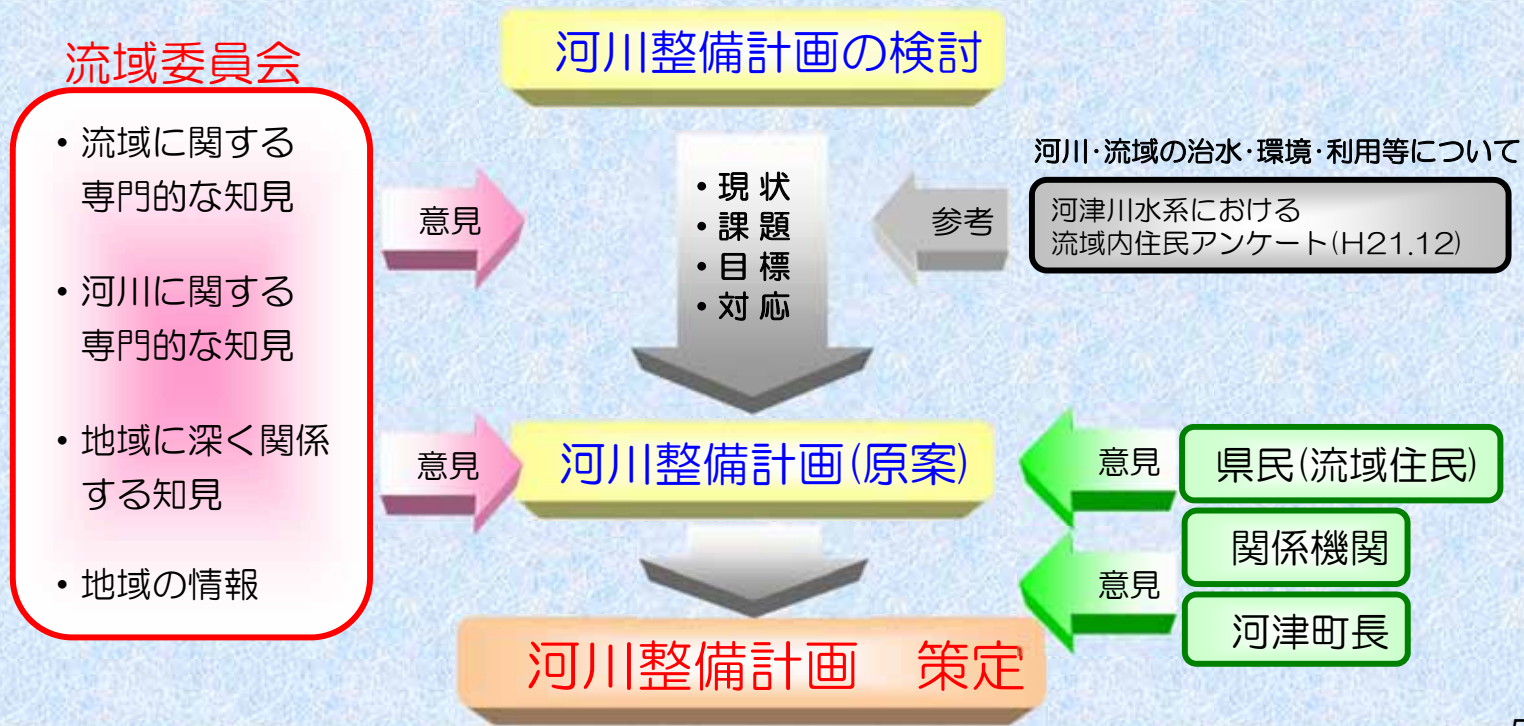 流域委員会
・流域に関する
専門的な知見
・河川に関する
専門的な知見
・地域に深く関係
する知見
・地域の情報
河川整備計画の検討
意見
・現 状
・課 題
・目 標
・対 応
参考
河川･流域の治水･環境･利用等について
河津川水系における
流域内住民アンケート(H21.12)
意見
河川整備計画(原案)
意見
県民(流域住民)
関係機関
意見
河津町長
河川整備計画　策定